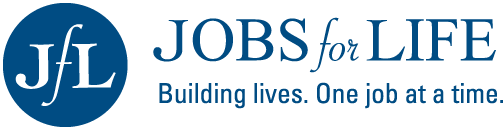 JfL
JOBS for LIFE
Building lives. One job at a time.